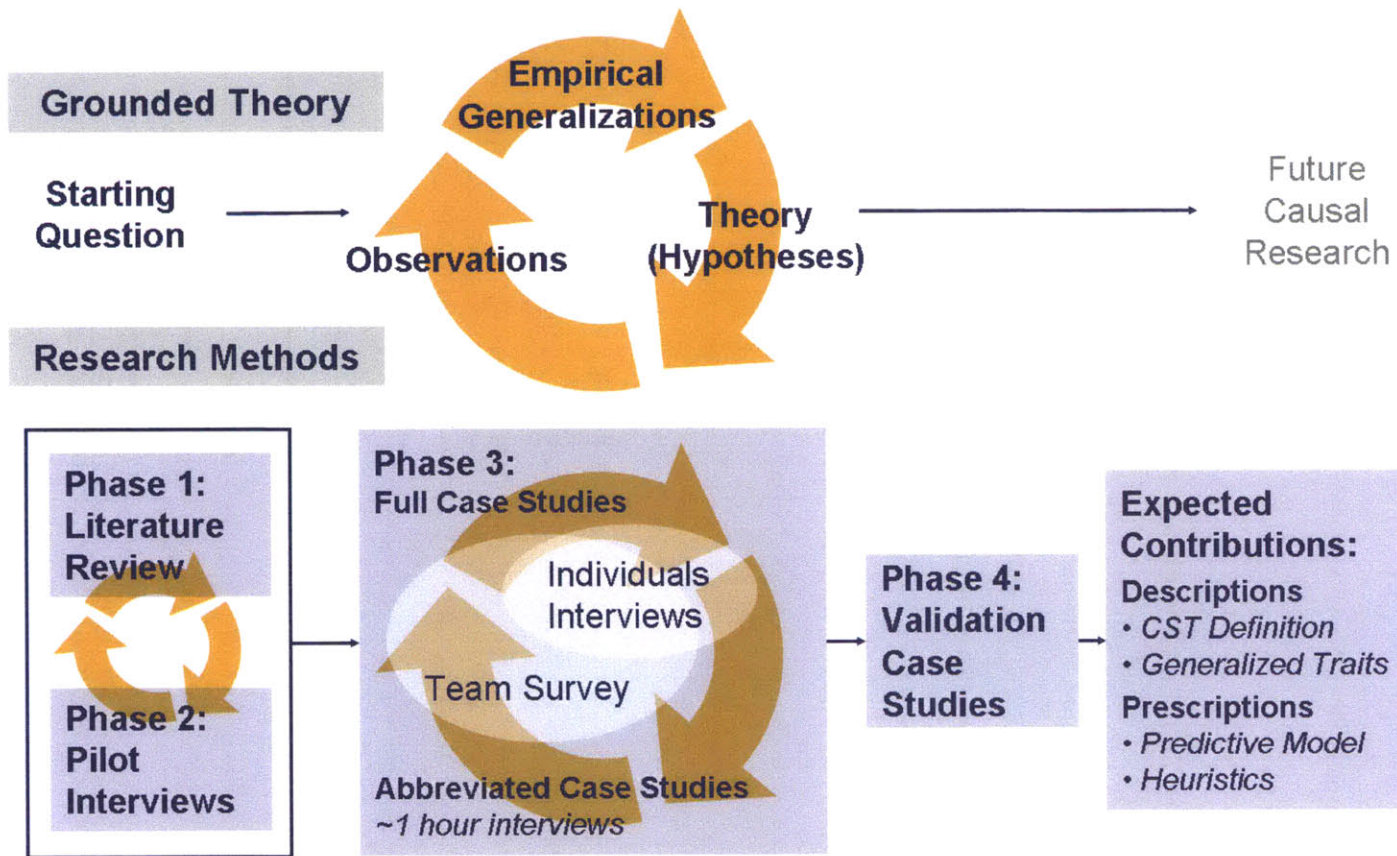 Grounded Theory
Empirical
Generalizations
Starting
Question
Observations
Theory
(Hypotheses)
Future
Causal
Research
Research Methods
Phase 1:
Literature
Review
Phase 2:
Pilot
Interviews
Phase 3:
Full Case Studies
Individuals
Interviews
Team Survey
Abbreviated Case Studies
~1 hour interviews
Phase 4:
Validation
Case
Studies
Expected
Contributions:
Descriptions
• CST Definition
• Generalized Traits
Prescriptions
• Predictive Model
• Heuristics